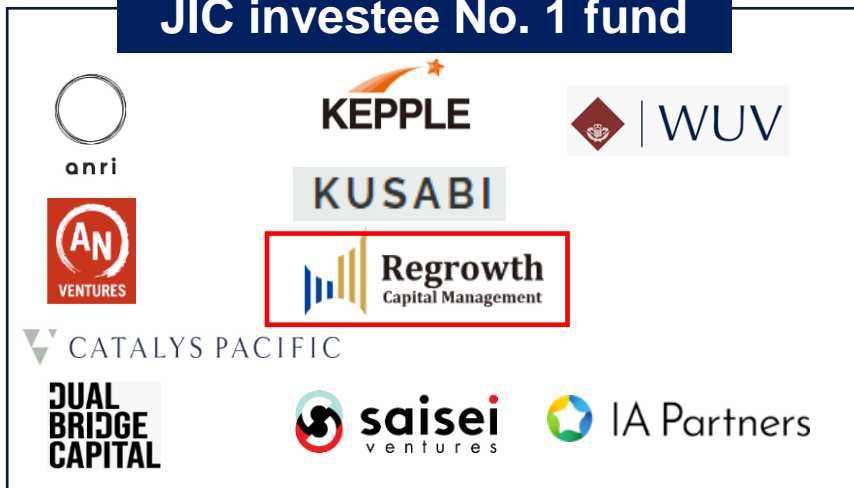 JIC investee No. 1 fund
anri
KEPPLE
WUV
KUSABI
AN
VENTURES
Regrowth
Capital Management
CATALYS PACIFIC
DUAL
BRIDGE
CAPITAL
saisei
ventures
IA Partners